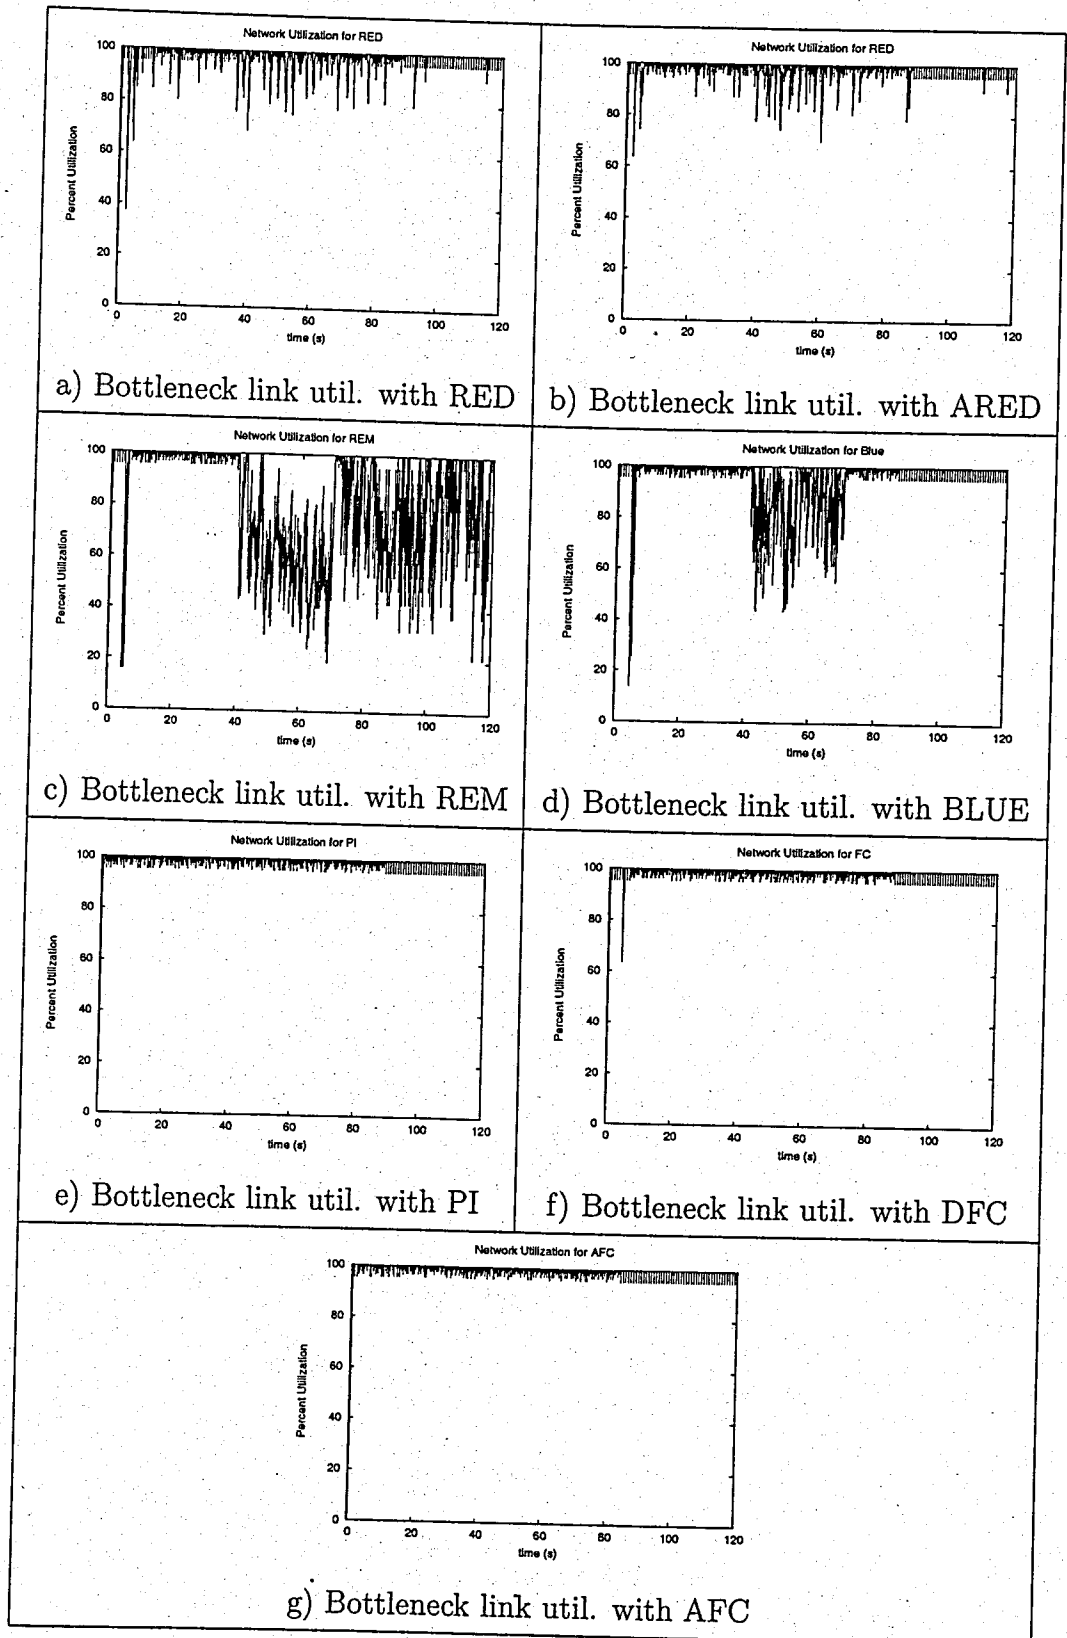 Network Utilization for RED
Percent Utilization
100
80
60
40
20
0
0 20 40 60 80 100 120
time (s)
a) Bottleneck link util. with RED
Network Utilization for RED
Percent Utilization
100
80
60
40
20
0
0 20 40 60 80 100 120
time (s)
b) Bottleneck link util. with ARED
Network Utilization for REM
Percent Utilization
100
80
60
40
20
0
0 20 40 60 80 100 120
time (s)
c) Bottleneck link util. with REM
Network Utilization for Blue
Percent Utilization
100
80
60
40
20
0
0 20 40 60 80 100 120
time (s)
d) Bottleneck link util. with BLUE
Network Utilization for PI
Percent Utilization
100
80
60
40
20
0
0 20 40 60 80 100 120
time (s)
e) Bottleneck link util. with PI
Network Utilization for FC
Percent Utilization
100
80
60
40
20
0
0 20 40 60 80 100 120
time (s)
f) Bottleneck link util. with DFC
Network Utilization for AFC
Percent Utilization
100
80
60
40
20
0
0 20 40 60 80 100 120
time (s)
g) Bottleneck link util. with AFC